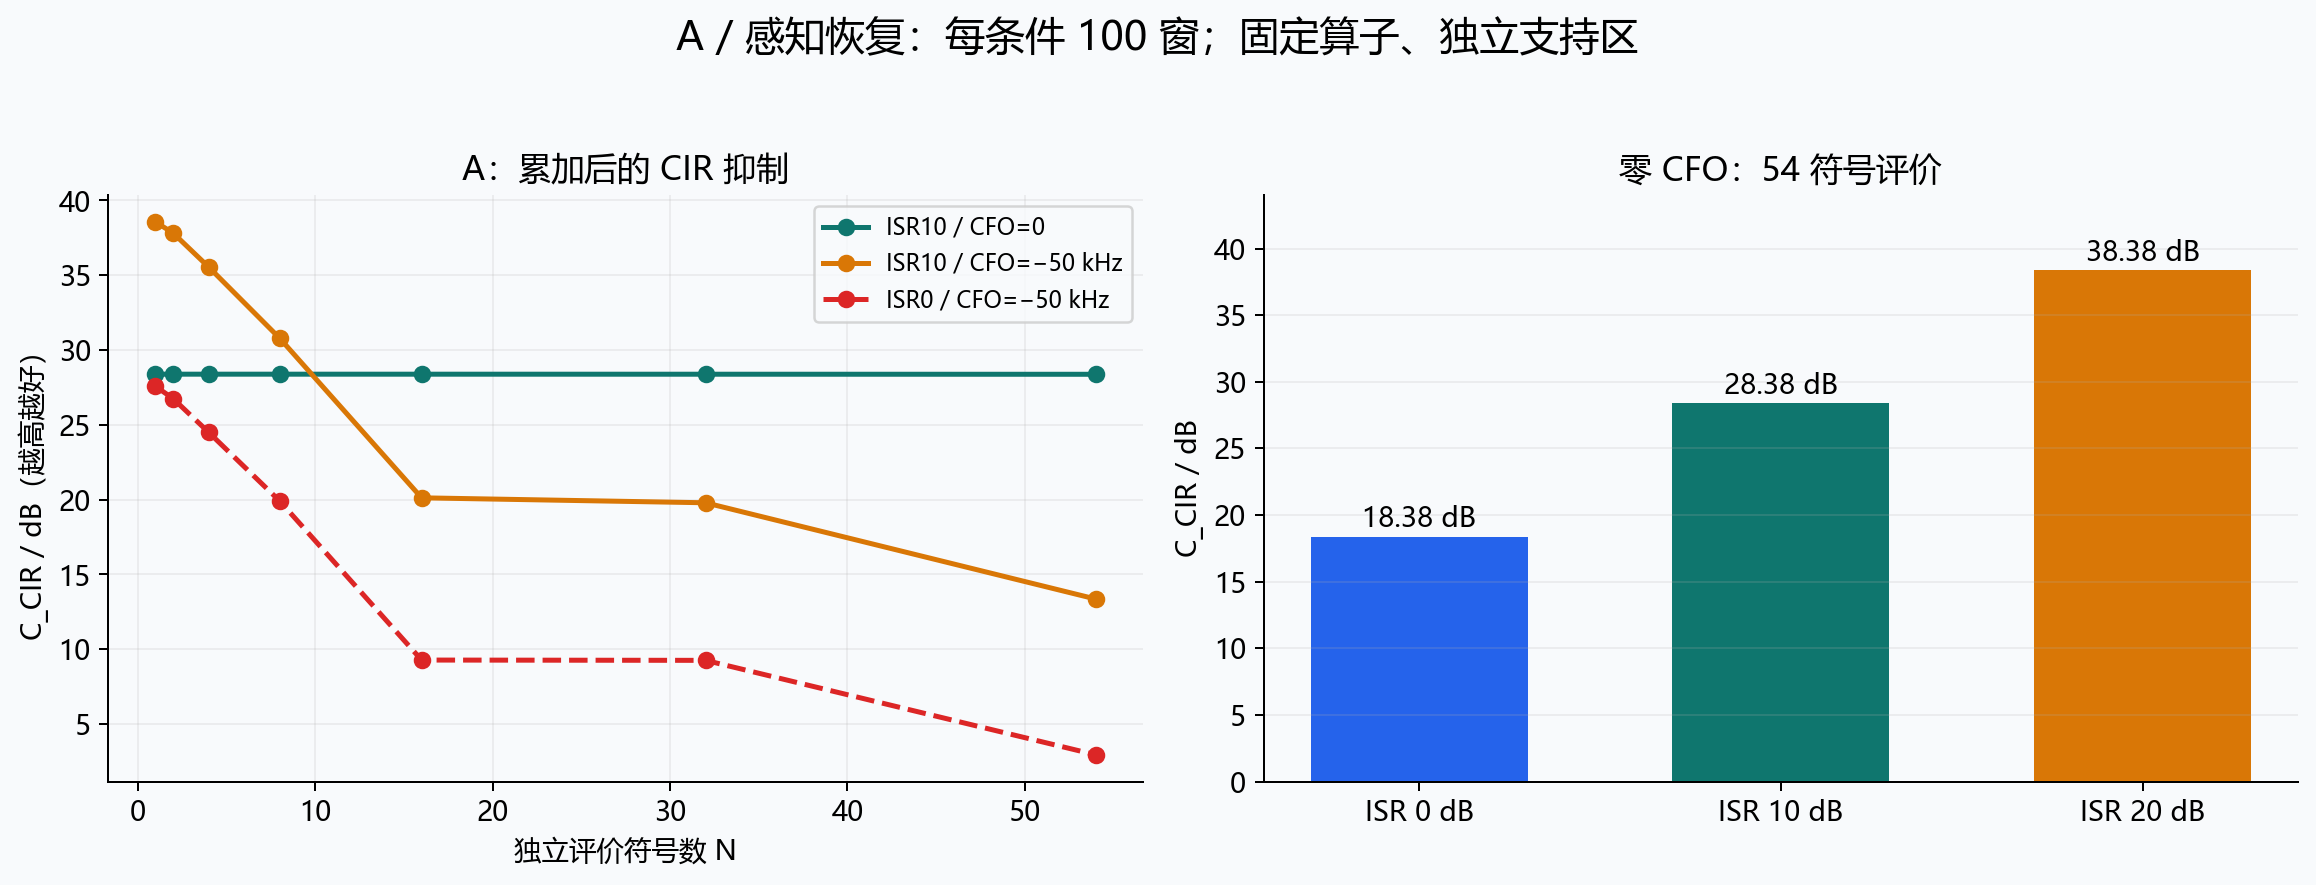 A / 感知恢复：每条件 100 窗；固定算子、独立支持区
A：累加后的 CIR 抑制
C_CIR / dB（越高越好）
40
35
30
25
20
15
10
5
0
10
20
30
40
50
独立评价符号数 N
ISR10 / CFO=0
ISR10 / CFO=−50 kHz
ISR0 / CFO=−50 kHz
零 CFO：54 符号评价
C_CIR / dB
40
35
30
25
20
15
10
5
0
18.38 dB
28.38 dB
38.38 dB
ISR 0 dB
ISR 10 dB
ISR 20 dB